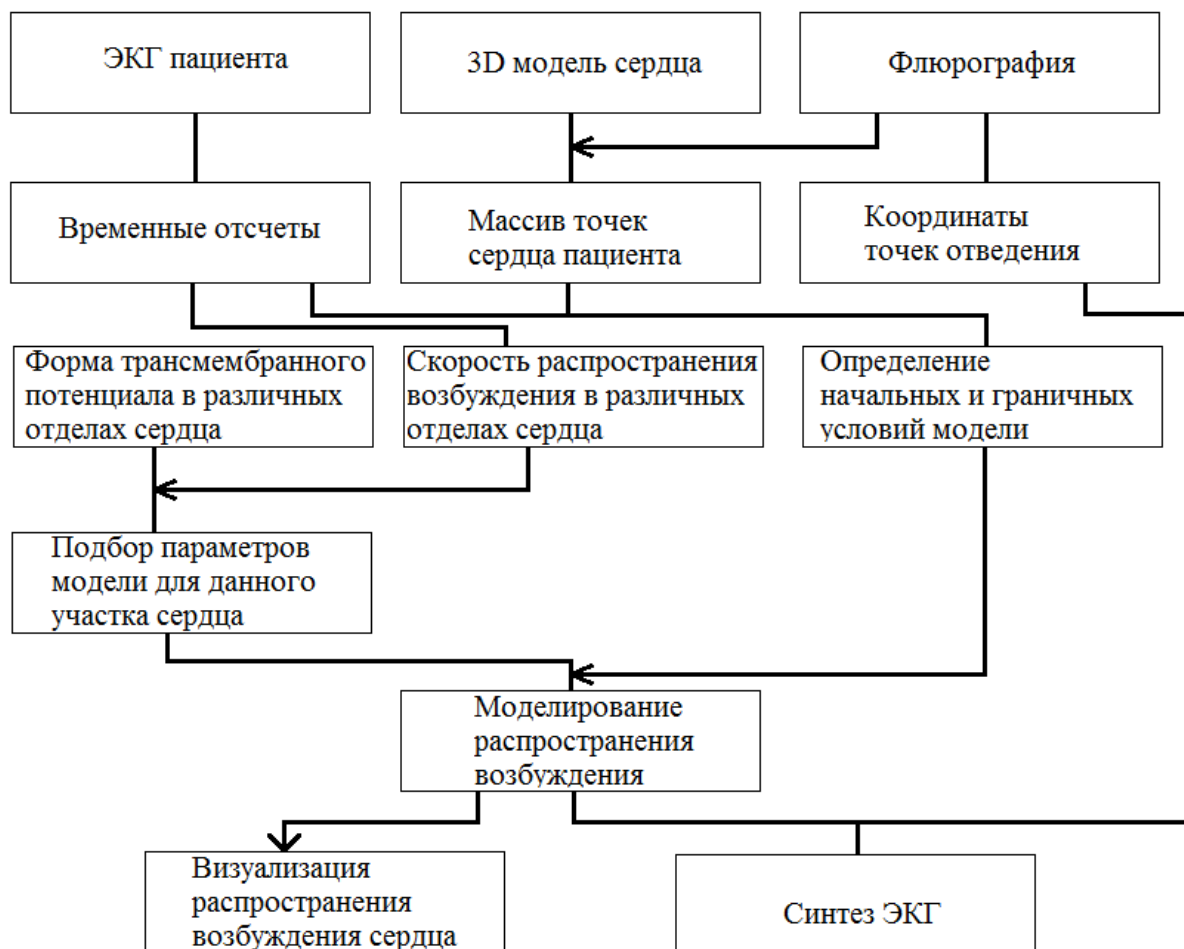 ЭКГ пациента
3D модель сердца
Флюрография
Временные отсчеты
Массив точек
сердца пациента
Координаты
точек отведения
Форма трансмембранного
потенциала в различных
отделах сердца
Скорость распространения
возбуждения в различных
отделах сердца
Определение
начальных и граничных
условий модели
Подбор параметров
модели для данного
участка сердца
Моделирование
распространения
возбуждения
Визуализация
распространения
возбуждения сердца
Синтез ЭКГ